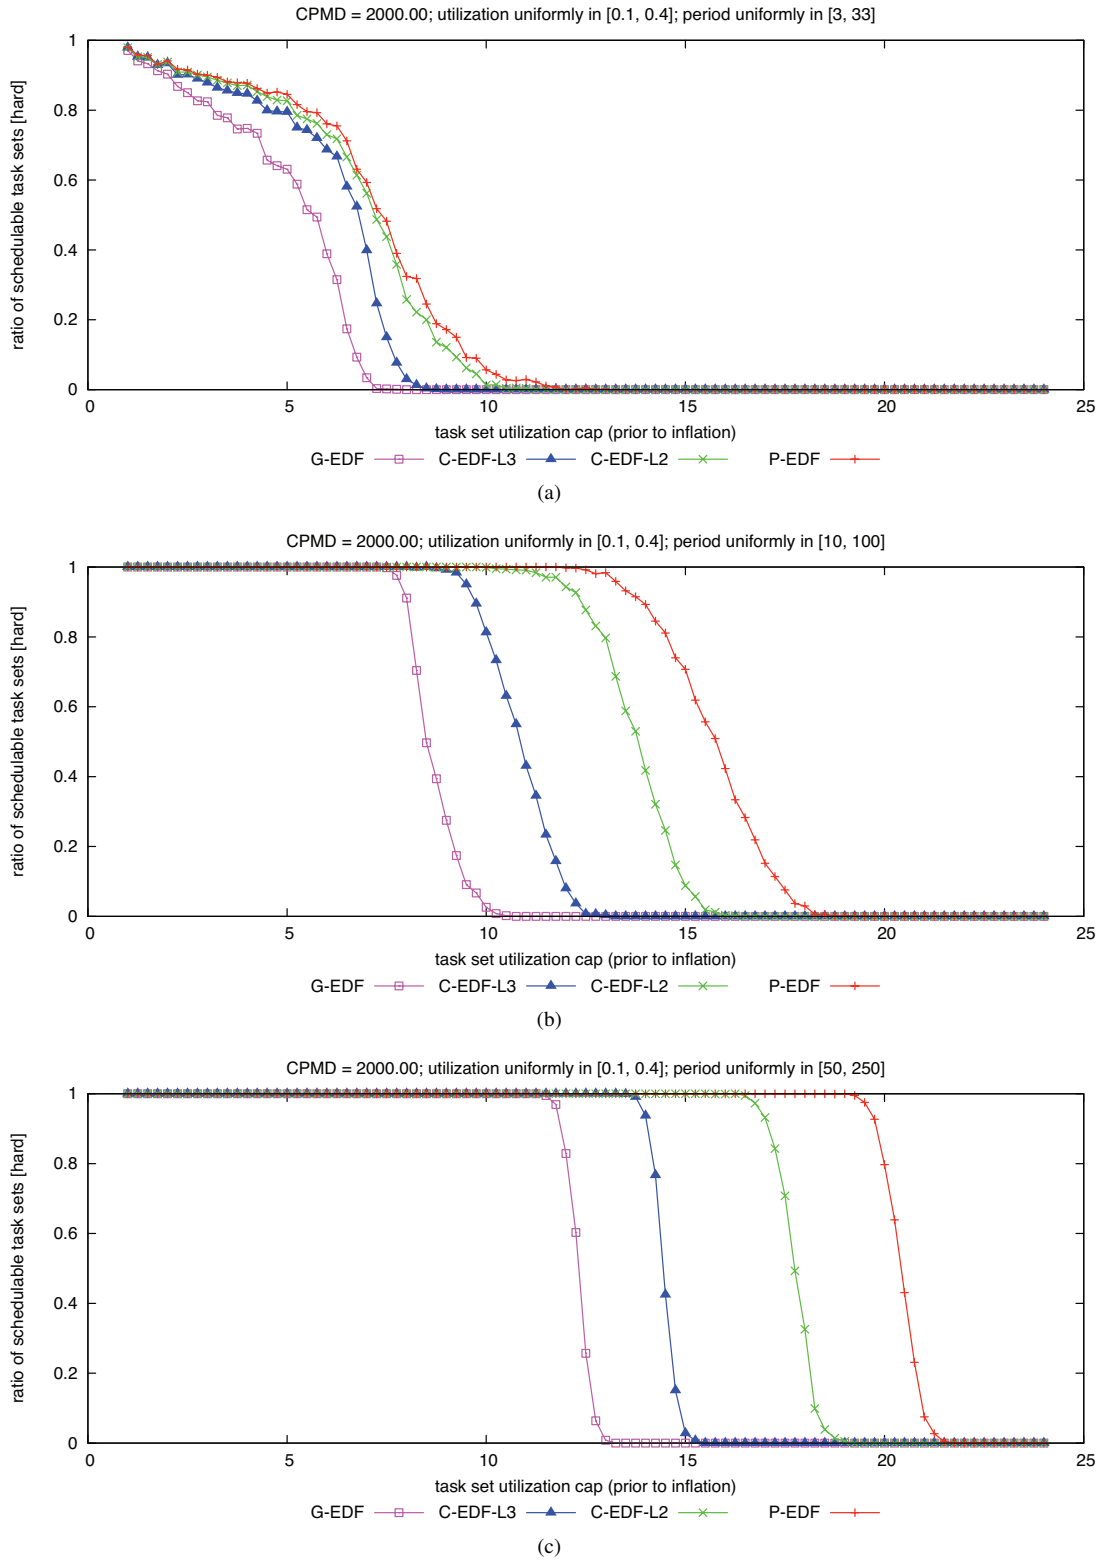 CPMD = 2000.00; utilization uniformly in [0.1, 0.4]; period uniformly in [3, 33]
1
0.8
0.6
0.4
0.2
0
ratio of schedulable task sets [hard]
0 5 10 15 20 25
task set utilization cap (prior to inflation)
G-EDF C-EDF-L3 C-EDF-L2 P-EDF
(a)
CPMD = 2000.00; utilization uniformly in [0.1, 0.4]; period uniformly in [10, 100]
1
0.8
0.6
0.4
0.2
0
ratio of schedulable task sets [hard]
0 5 10 15 20 25
task set utilization cap (prior to inflation)
G-EDF C-EDF-L3 C-EDF-L2 P-EDF
(b)
CPMD = 2000.00; utilization uniformly in [0.1, 0.4]; period uniformly in [50, 250]
1
0.8
0.6
0.4
0.2
0
ratio of schedulable task sets [hard]
0 5 10 15 20 25
task set utilization cap (prior to inflation)
G-EDF C-EDF-L3 C-EDF-L2 P-EDF
(c)